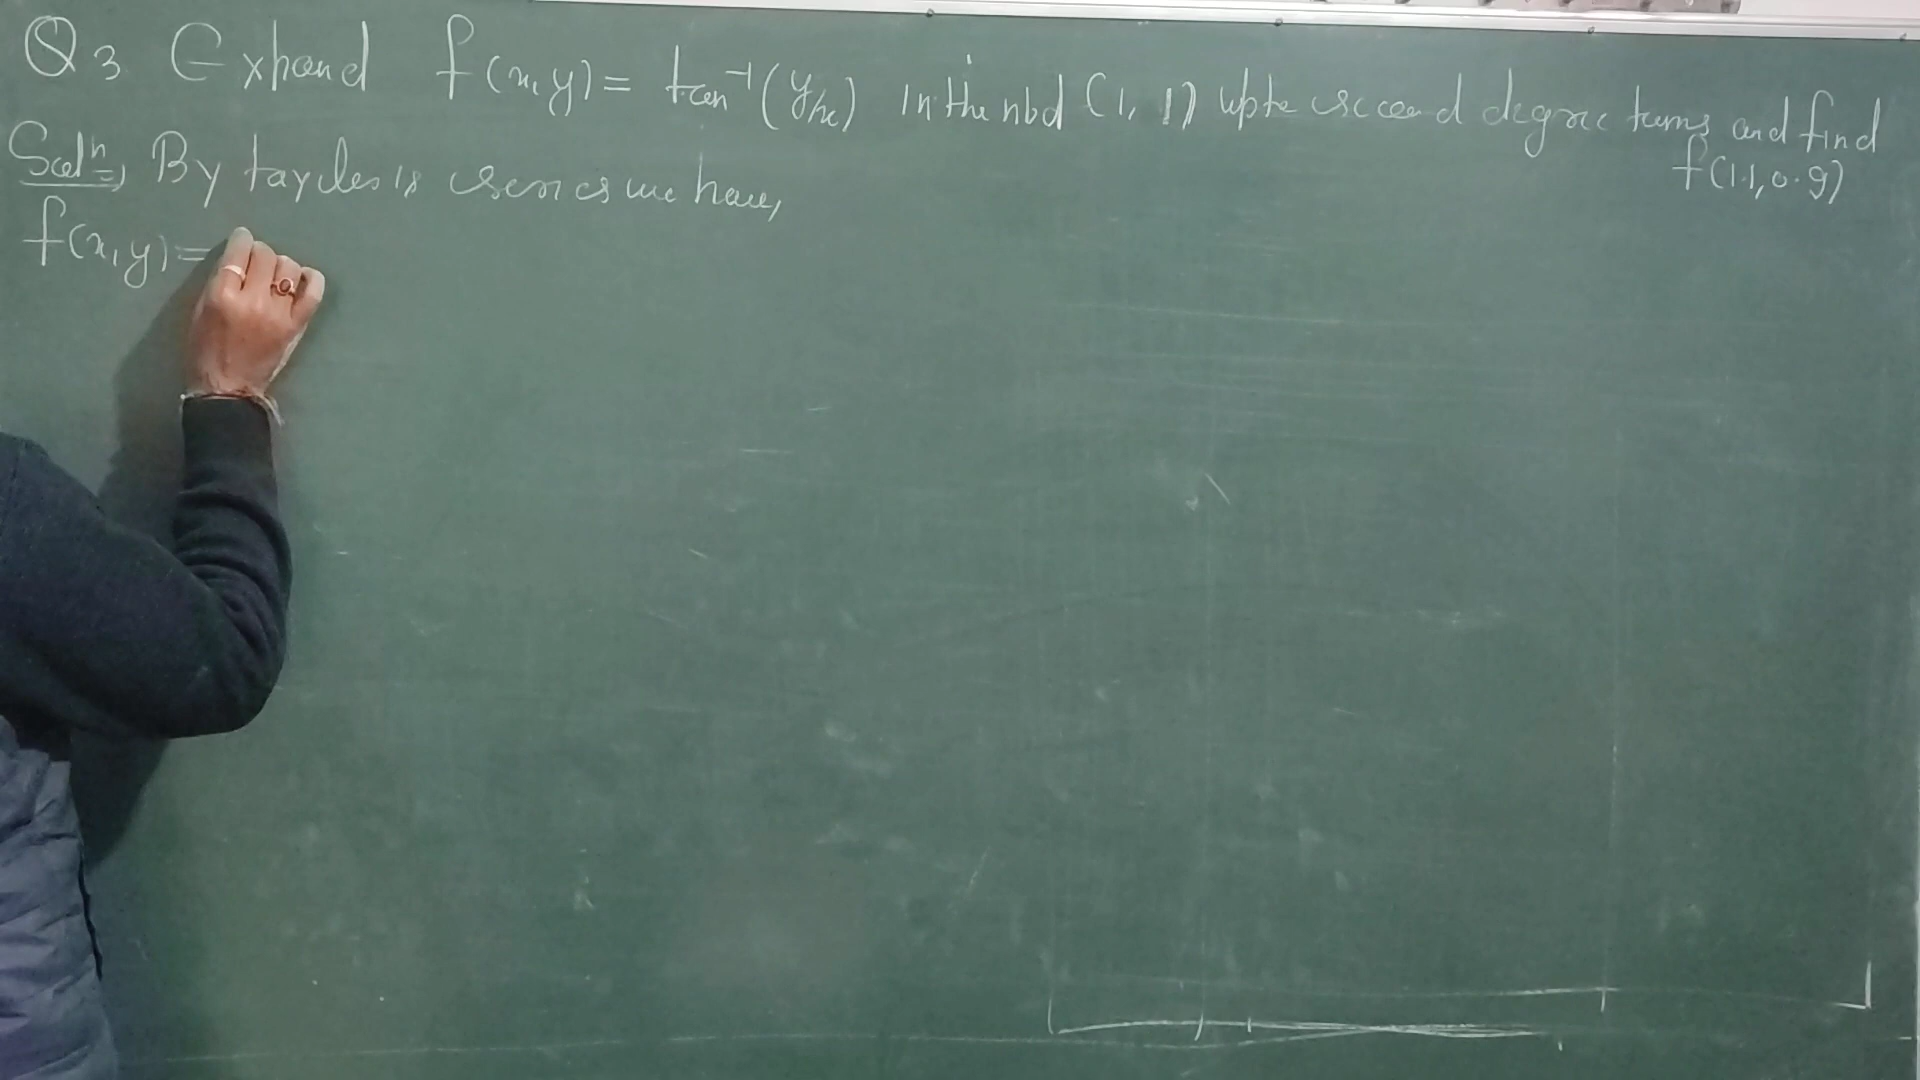 Q3 Expand f(x,y) = tan⁻¹(y/x) in the nbd (1, 1) upto second degree terms and find
f(1.1, 0.9)
Solⁿ=, By taylor's series we have,
f(x,y) =